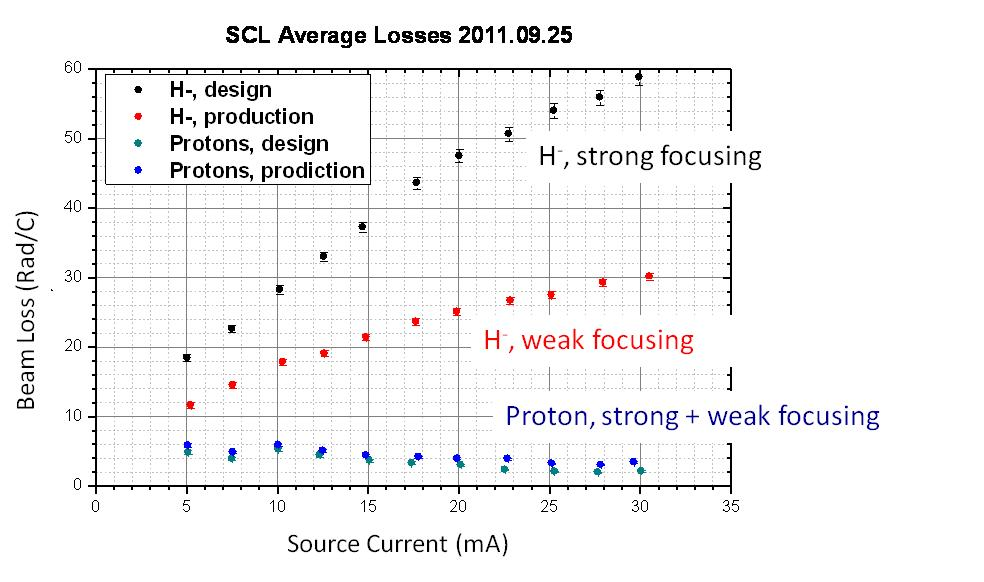 SCL Average Losses 2011.09.25
60
50
40
30
20
10
0
H-, design
H-, production
Protons, design
Protons, prodiction
H-, strong focusing
H-, weak focusing
Proton, strong + weak focusing
Beam Loss (Rad/C)
0 5 10 15 20 25 30 35
Source Current (mA)